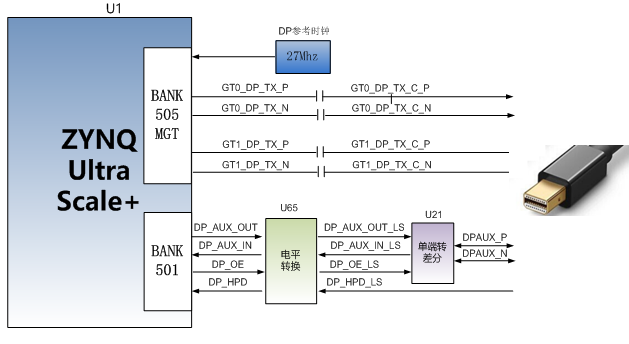 U1
DP参考时钟
27Mhz
BANK
505
MGT
GT0_DP_TX_P
GT0_DP_TX_C_P
GT0_DP_TX_N
GT0_DP_TX_C_N
GT1_DP_TX_P
GT1_DP_TX_C_P
GT1_DP_TX_N
GT1_DP_TX_C_N
ZYNQ
Ultra
Scale+
BANK
501
U65
电平
转换
U21
单端转
差分
DP_AUX_OUT
DP_AUX_OUT_LS
DP_AUX_IN
DP_AUX_IN_LS
DP_OE
DP_OE_LS
DP_HPD
DP_HPD_LS
DPAUX_P
DPAUX_N